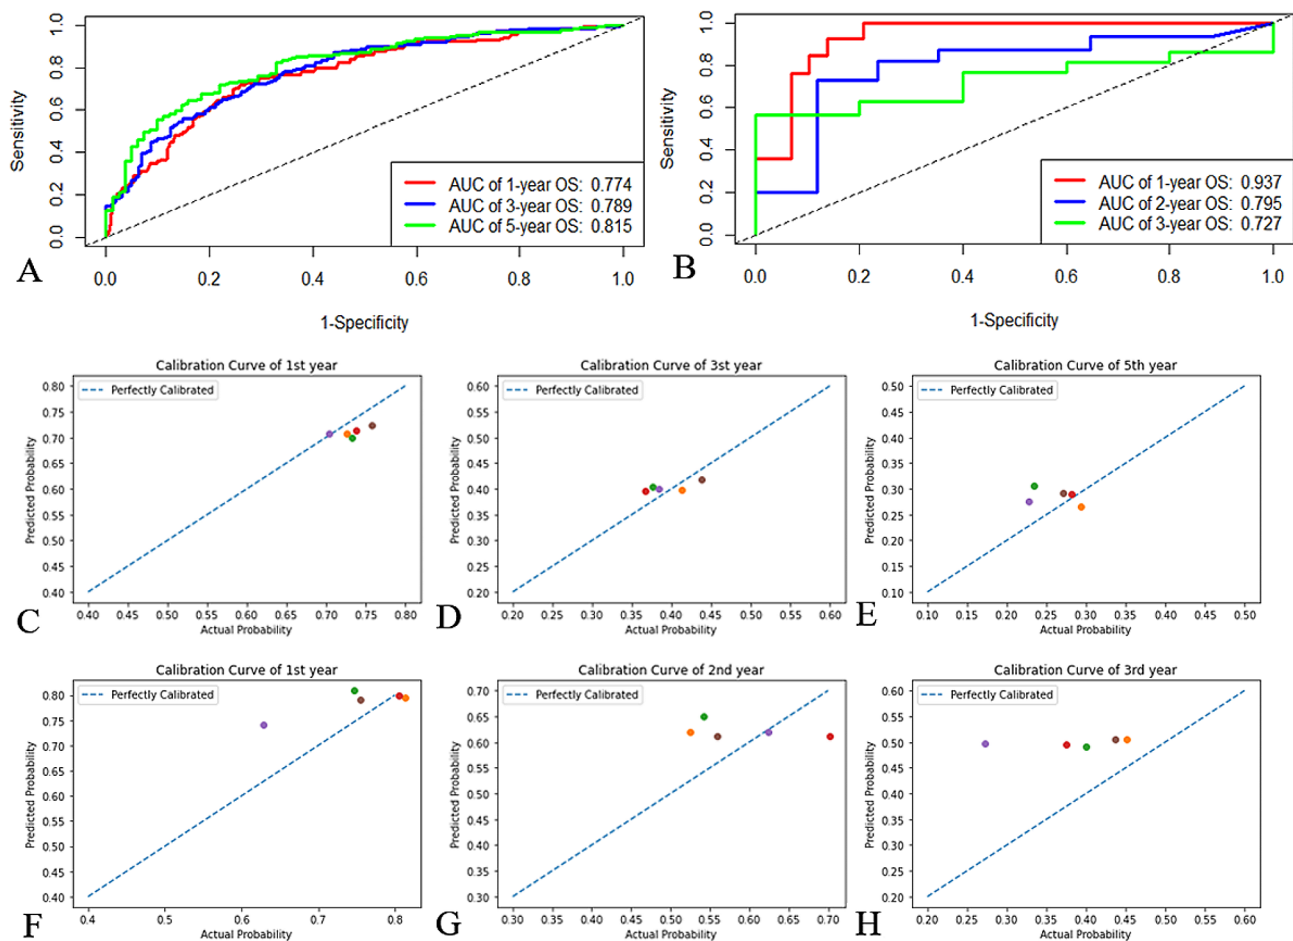 Sensitivity
0.0 0.2 0.4 0.6 0.8 1.0
AUC of 1-year OS: 0.774
AUC of 3-year OS: 0.789
AUC of 5-year OS: 0.815
A
0.0 0.2 0.4 0.6 0.8 1.0
1-Specificity
Sensitivity
0.0 0.2 0.4 0.6 0.8 1.0
AUC of 1-year OS: 0.937
AUC of 2-year OS: 0.795
AUC of 3-year OS: 0.727
B
0.0 0.2 0.4 0.6 0.8 1.0
1-Specificity
Calibration Curve of 1st year
Perfectly Calibrated
Predicted Probability
0.80
0.75
0.70
0.65
0.60
0.55
0.50
0.45
0.40
0.40 0.45 0.50 0.55 0.60 0.65 0.70 0.75 0.80
Actual Probability
C
Calibration Curve of 3st year
Perfectly Calibrated
Predicted Probability
0.60
0.55
0.50
0.45
0.40
0.35
0.30
0.25
0.20
0.20 0.25 0.30 0.35 0.40 0.45 0.50 0.55 0.60
Actual Probability
D
Calibration Curve of 5th year
Perfectly Calibrated
Predicted Probability
0.50
0.45
0.40
0.35
0.30
0.25
0.20
0.15
0.10
0.10 0.15 0.20 0.25 0.30 0.35 0.40 0.45 0.50
Actual Probability
E
Calibration Curve of 1st year
Perfectly Calibrated
Predicted Probability
0.80
0.75
0.70
0.65
0.60
0.55
0.50
0.45
0.40
0.4 0.5 0.6 0.7 0.8
Actual Probability
F
Calibration Curve of 2nd year
Perfectly Calibrated
Predicted Probability
0.70
0.65
0.60
0.55
0.50
0.45
0.40
0.35
0.30
0.30 0.35 0.40 0.45 0.50 0.55 0.60 0.65 0.70
Actual Probability
G
Calibration Curve of 3rd year
Perfectly Calibrated
Predicted Probability
0.60
0.55
0.50
0.45
0.40
0.35
0.30
0.25
0.20
0.20 0.25 0.30 0.35 0.40 0.45 0.50 0.55 0.60
Actual Probability
H